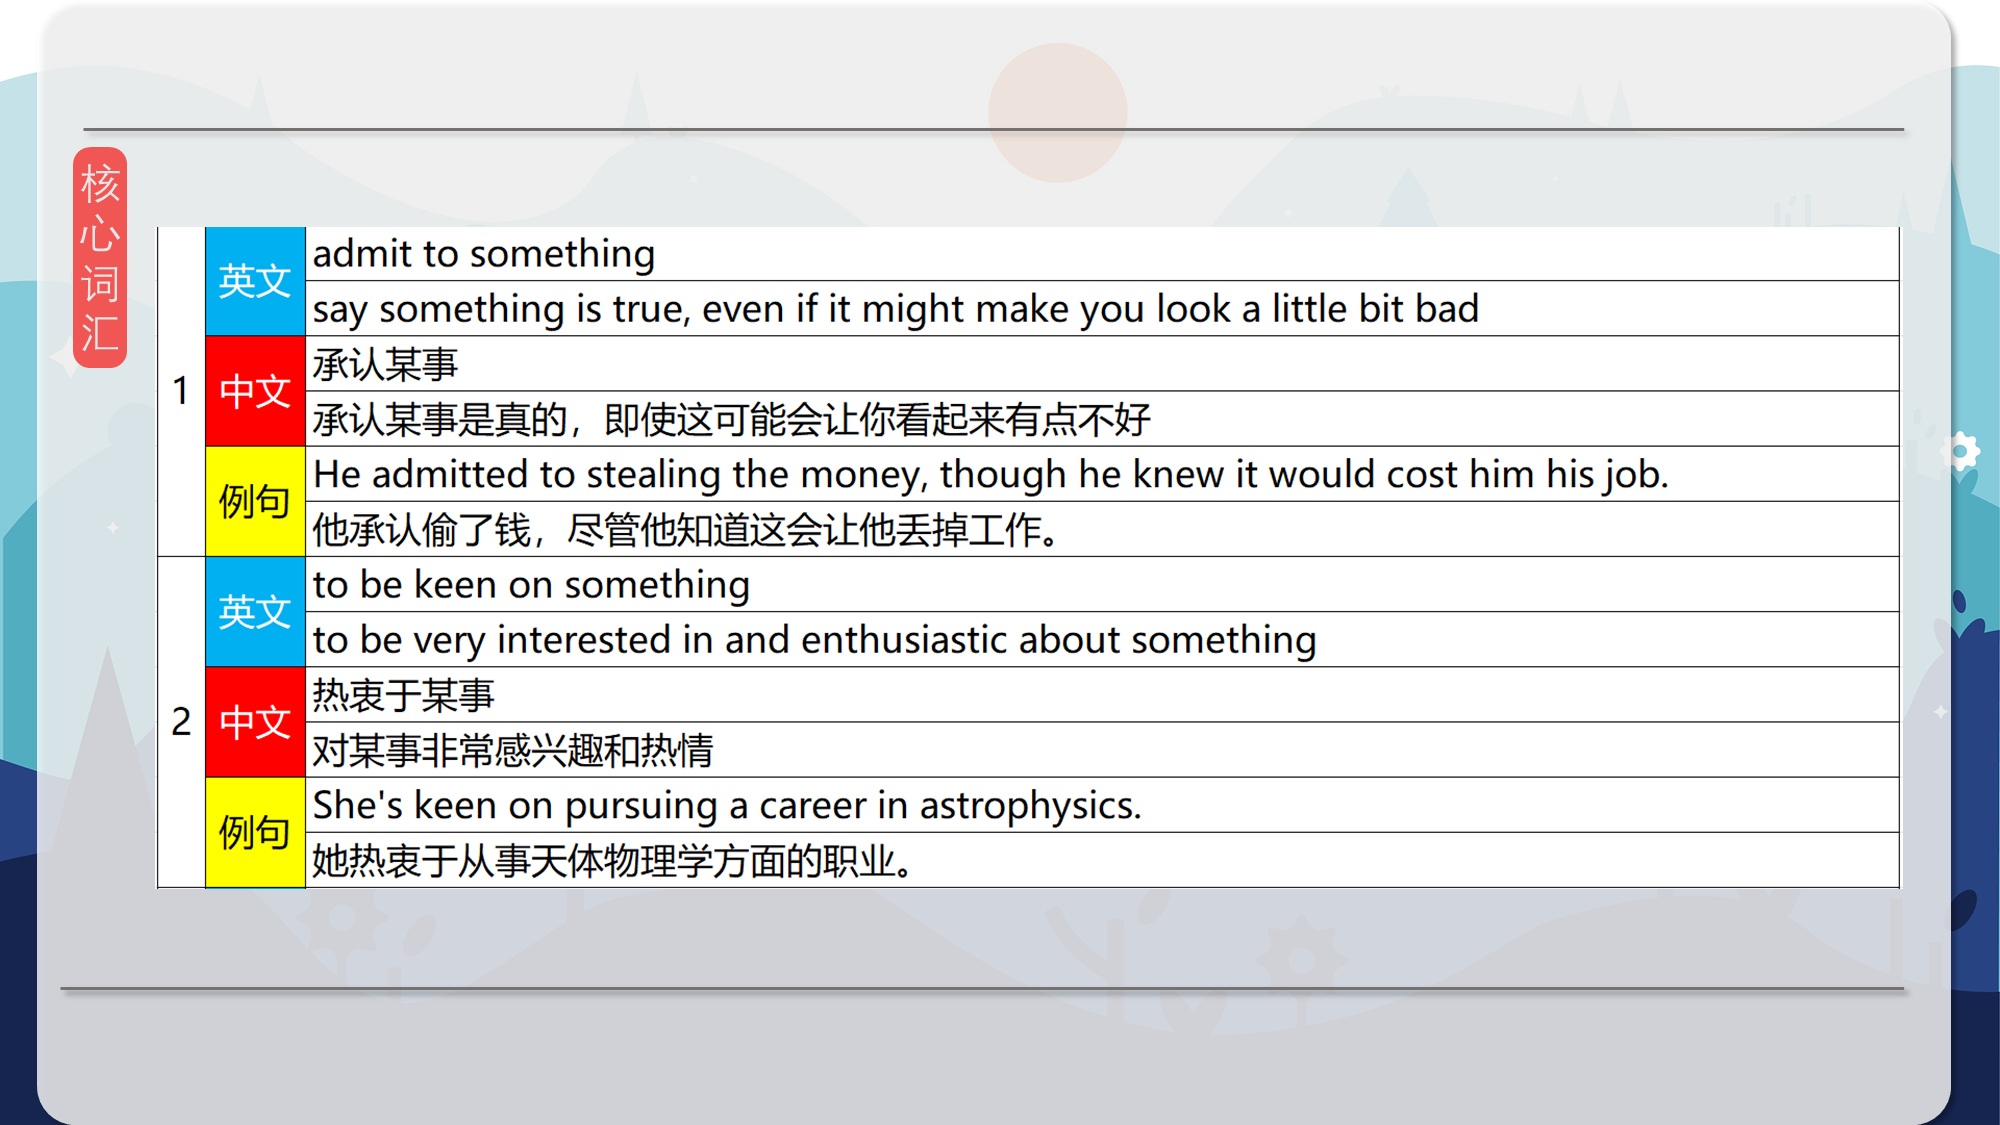 核心词汇
1
英文
admit to something
say something is true, even if it might make you look a little bit bad
中文
承认某事
承认某事是真的，即使这可能会让你看起来有点不好
例句
He admitted to stealing the money, though he knew it would cost him his job.
他承认偷了钱，尽管他知道这会让他丢掉工作。
2
英文
to be keen on something
to be very interested in and enthusiastic about something
中文
热衷于某事
对某事非常感兴趣和热情
例句
She's keen on pursuing a career in astrophysics.
她热衷于从事天体物理学方面的职业。